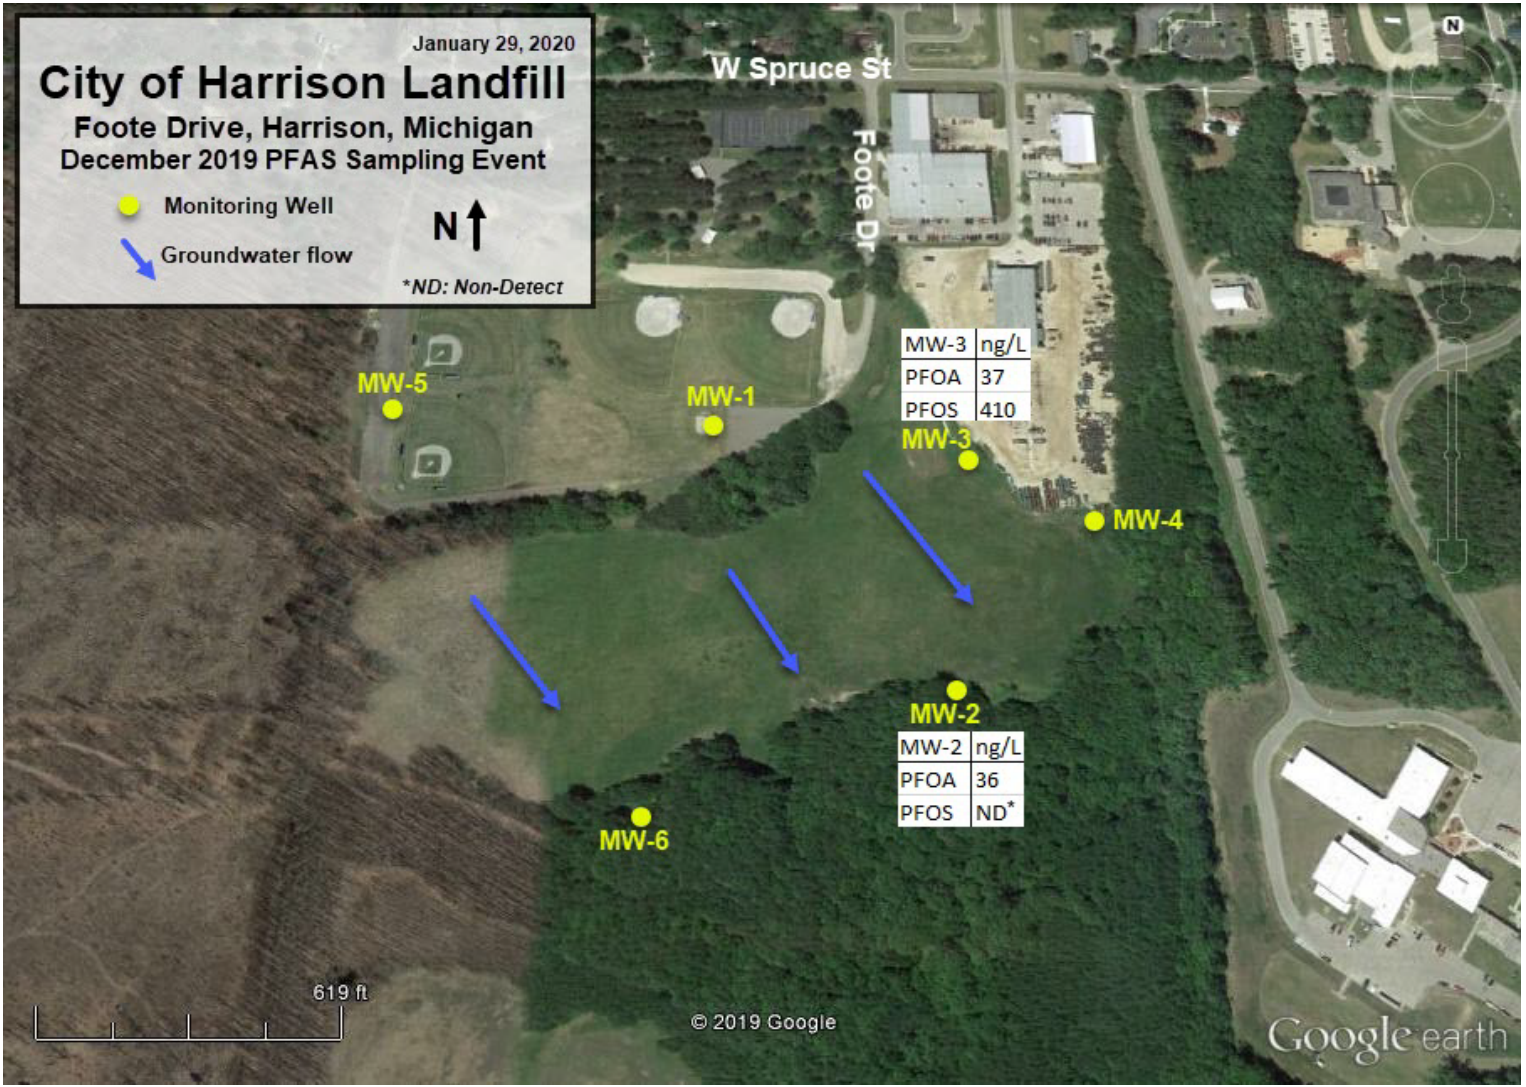 January 29, 2020
City of Harrison Landfill
Foote Drive, Harrison, Michigan
December 2019 PFAS Sampling Event
Monitoring Well
Groundwater flow
N
*ND: Non-Detect
W Spruce St
Foote Dr
N
MW-3 ng/L
PFOA 37
PFOS 410
MW-5
MW-1
MW-3
MW-4
MW-2
MW-2 ng/L
PFOA 36
PFOS ND*
MW-6
619 ft
© 2019 Google
Google earth